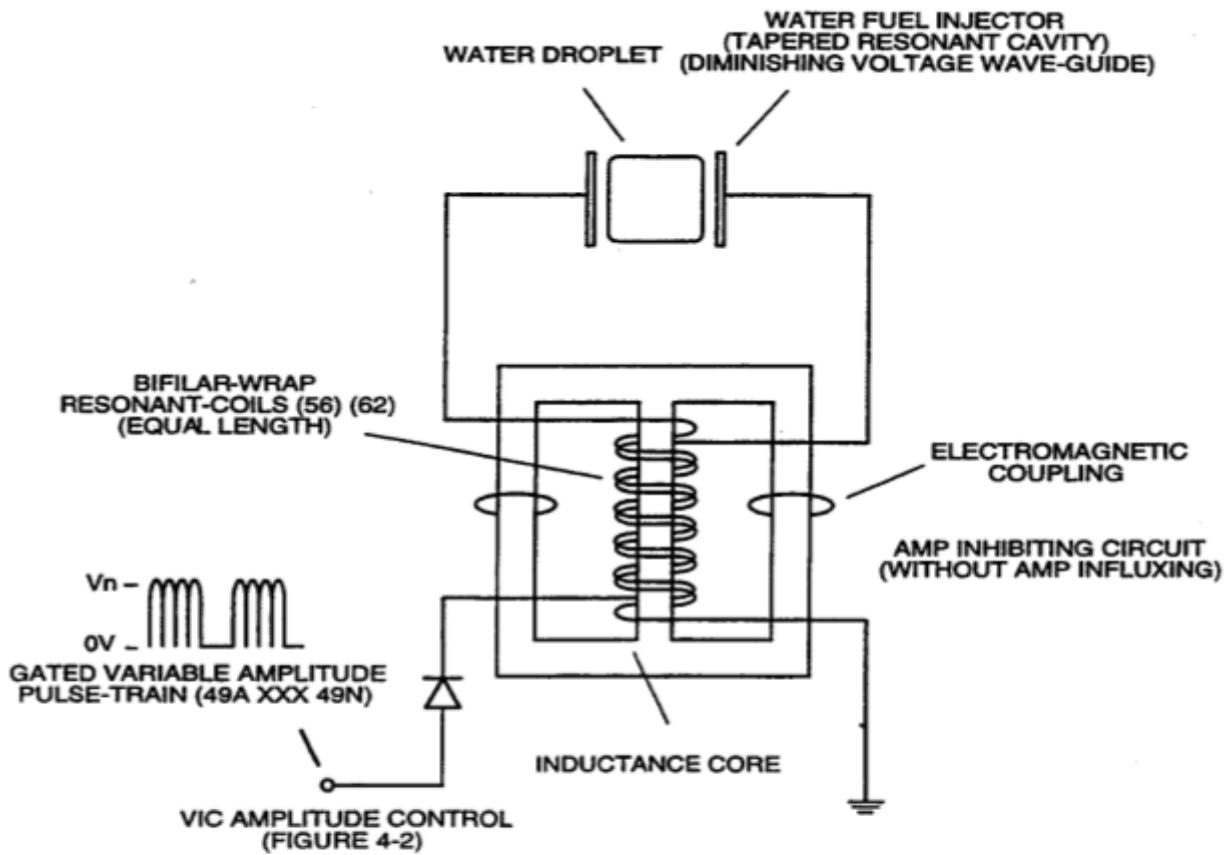 WATER FUEL INJECTOR
(TAPERED RESONANT CAVITY)
(DIMINISHING VOLTAGE WAVE-GUIDE)
WATER DROPLET
BIFILAR-WRAP
RESONANT-COILS (56) (62)
(EQUAL LENGTH)
ELECTROMAGNETIC
COUPLING
AMP INHIBITING CIRCUIT
(WITHOUT AMP INFLUXING)
Vn
0V
GATED VARIABLE AMPLITUDE
PULSE-TRAIN (49A XXX 49N)
INDUCTANCE CORE
VIC AMPLITUDE CONTROL
(FIGURE 4-2)